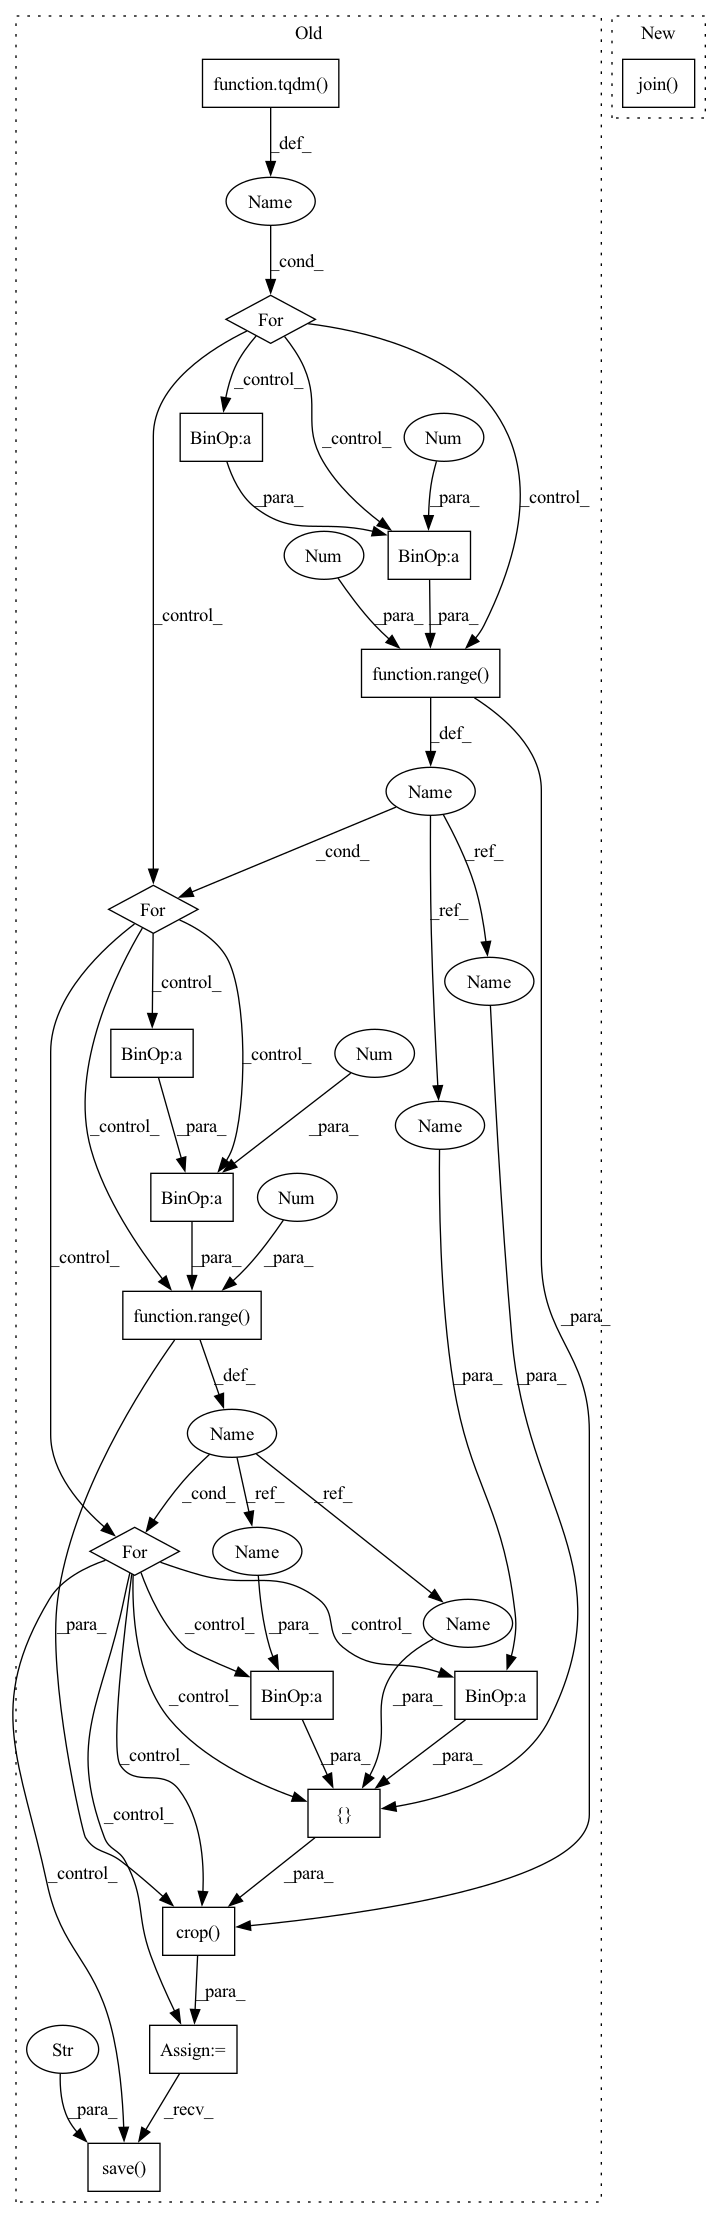 Old
New
function.tqdm()
join()
_def_
Name
_cond_
For
_control_
BinOp:a
Num
_control_
_control_
_para_
_para_
Num
BinOp:a
_control_
_para_
_para_
function.range()
_def_
Name
_cond_
_ref_
_ref_
For
Name
_control_
BinOp:a
Num
_control_
Name
_control_
_para_
_para_
BinOp:a
Num
_control_
_para_
_para_
function.range()
_para_
_def_
_para_
_para_
Name
_cond_
_ref_
_ref_
For
Name
Name
_para_
_control_
_para_
_control_
BinOp:a
BinOp:a
_control_
_para_
_control_
_para_
_para_
{}
_control_
_control_
_para_
crop()
_para_
Str
Assign:=
_para_
_recv_
save()